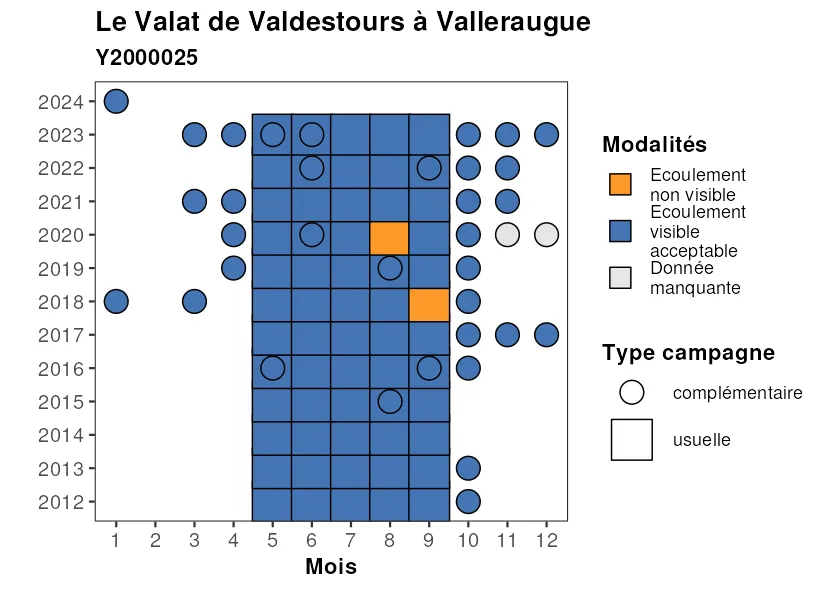 Le Valat de Valdestours à Valleraugue
Y2000025
2024
2023
2022
2021
2020
2019
2018
2017
2016
2015
2014
2013
2012
1 2 3 4 5 6 7 8 9 10 11 12
Mois
Modalités
Ecoulement
non visible
Ecoulement
visible
acceptable
Donnée
manquante
Type campagne
complémentaire
usuelle